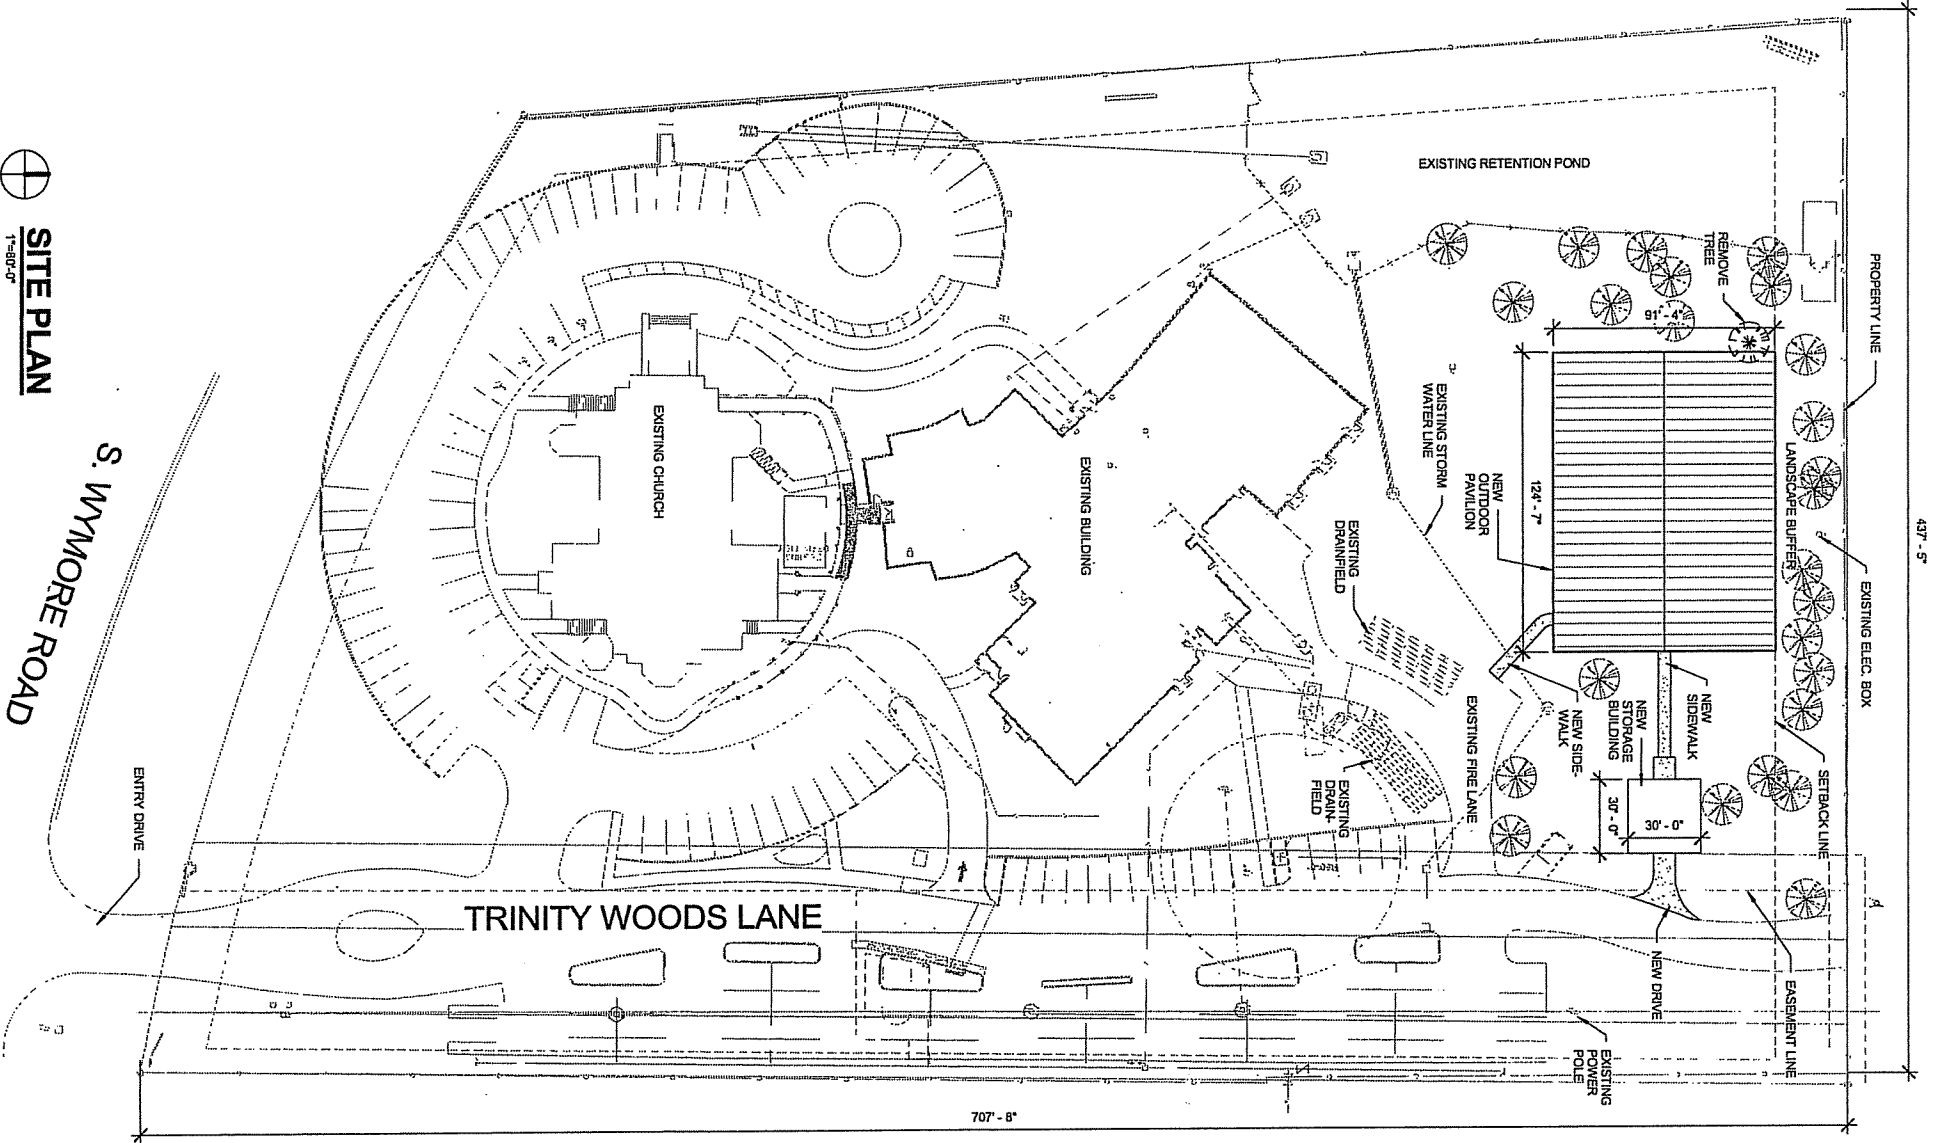 SITE PLAN
1"=80'-0"
S. WYMORE ROAD
ENTRY DRIVE
TRINITY WOODS LANE
EXISTING CHURCH
EXISTING BUILDING
EXISTING RETENTION POND
EXISTING STORM
WATER LINE
EXISTING
DRAINFIELD
EXISTING
DRAIN-
FIELD
EXISTING FIRE LANE
NEW
OUTDOOR
PAVILION
124' - 7"
91' - 4"
REMOVE
TREE
LANDSCAPE BUFFER
PROPERTY LINE
437' - 5"
EXISTING ELEC. BOX
SETBACK LINE
NEW
SIDEWALK
NEW SIDE-
WALK
NEW
STORAGE
BUILDING
30' - 0"
30' - 0"
NEW DRIVE
EASEMENT LINE
EXISTING
POWER
POLE
707' - 8"